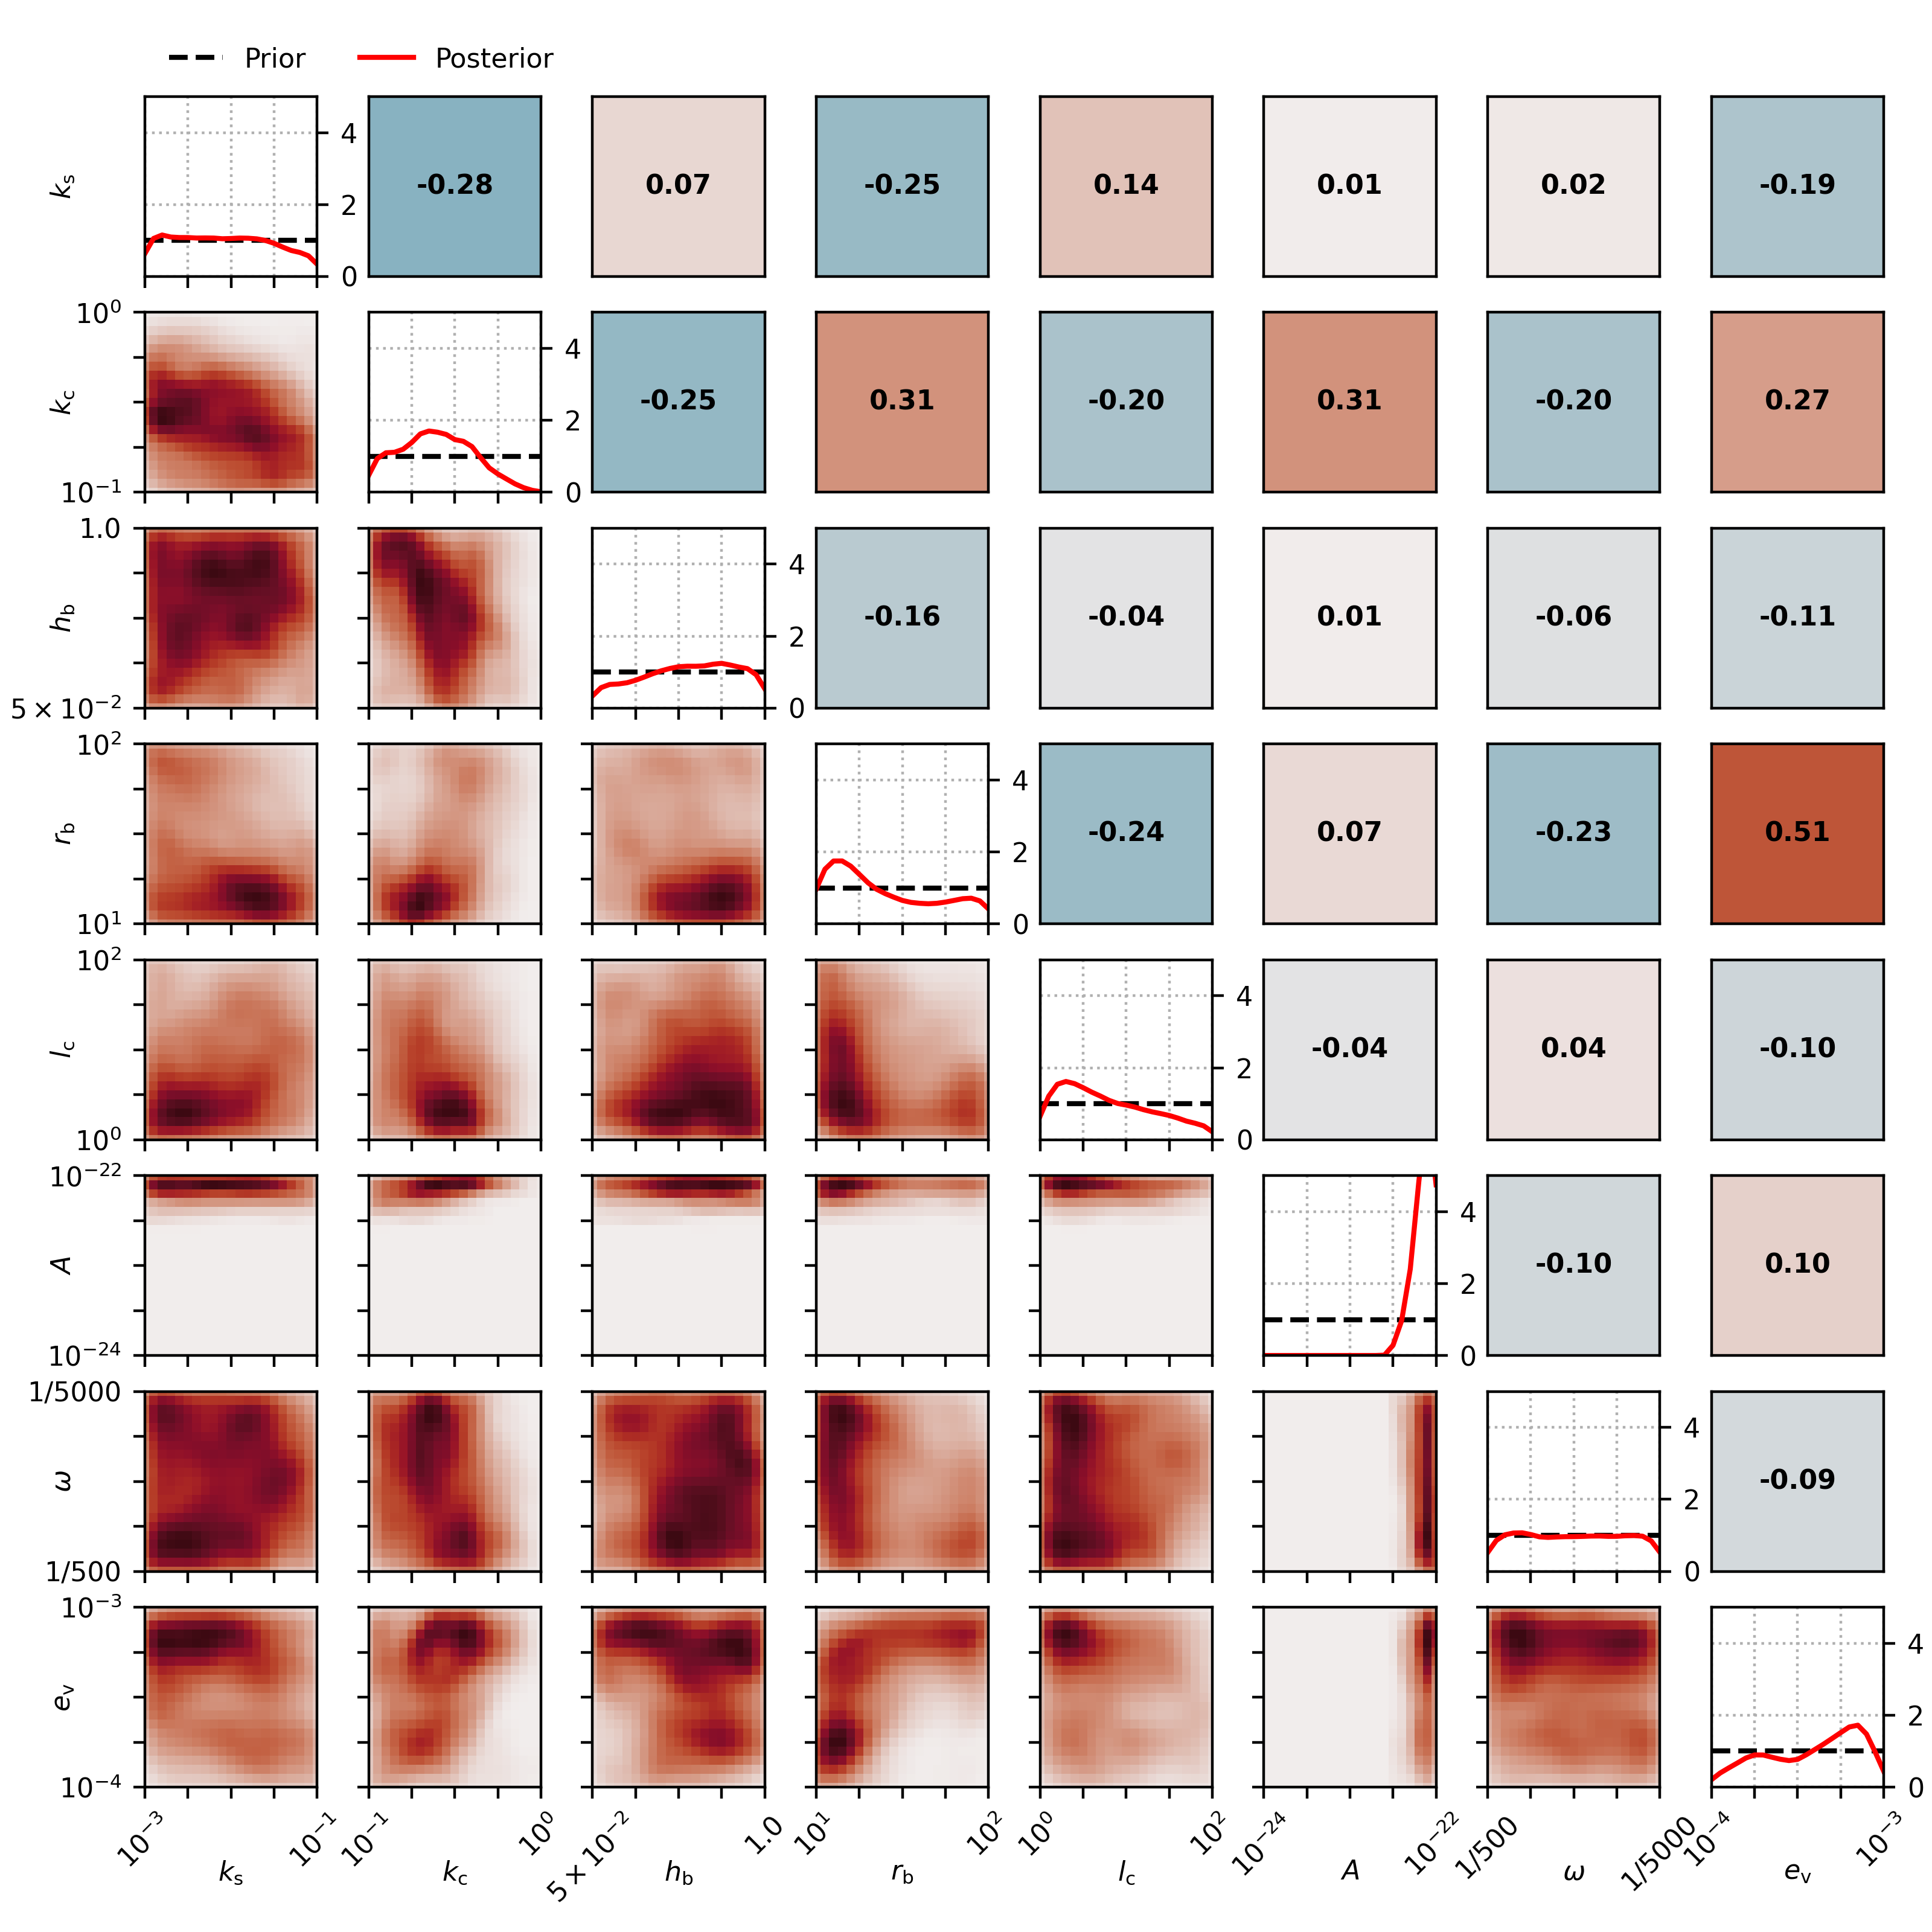 Prior Posterior
k_s 4 2 0 -0.28 0.07 -0.25 0.14 0.01 0.02 -0.19
10^0 k_c 10^-1 4 2 0 -0.25 0.31 -0.20 0.31 -0.20 0.27
1.0 h_b 5 × 10^-2 4 2 0 -0.16 -0.04 0.01 -0.06 -0.11
10^2 r_b 10^1 4 2 0 -0.24 0.07 -0.23 0.51
10^2 l_c 10^0 4 2 0 -0.04 0.04 -0.10
10^-22 A 10^-24 4 2 0 -0.10 0.10
1/5000 ω 1/500 4 2 0 -0.09
10^-3 e_v 10^-4 4 2 0
10^-3 10^-1 10^-1 10^0 5 × 10^-2 1.0 10^1 10^2 10^0 10^2 10^-24 10^-22 1/500 1/5000 10^-4 10^-3
k_s k_c h_b r_b l_c A ω e_v